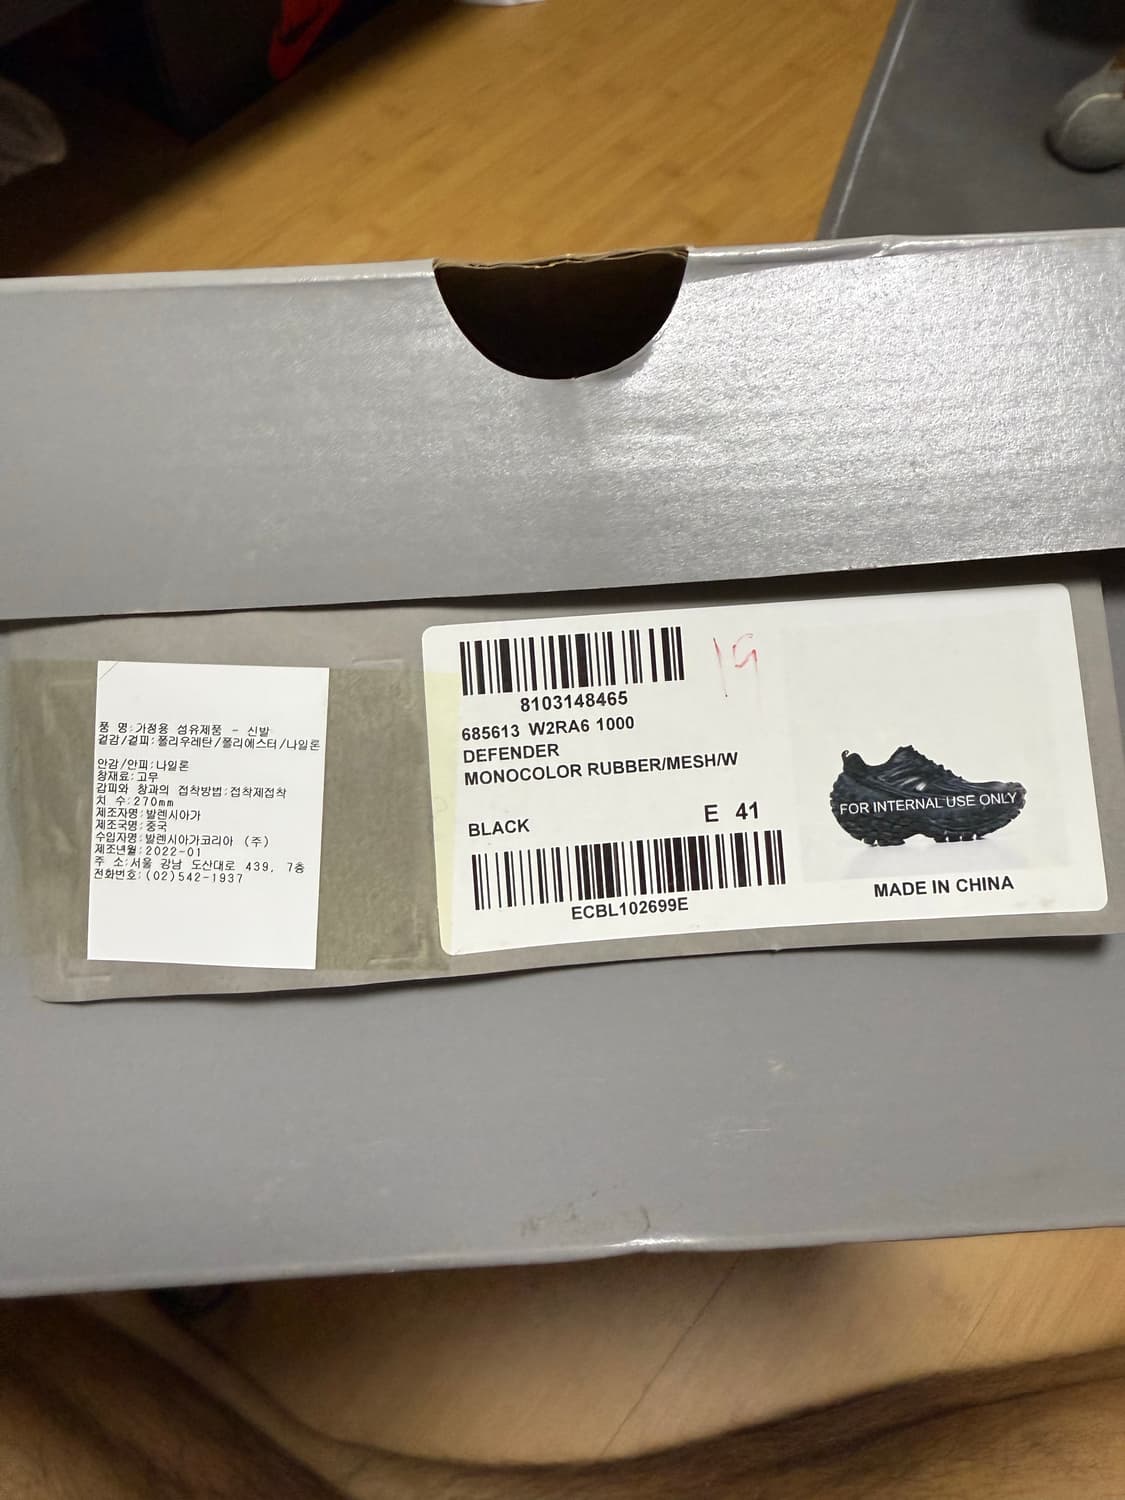 품 명:가정용 섬유제품 - 신발
겉감/겉피:폴리우레탄/폴리에스터/나일론
안감/안피:나일론
창재료:고무
갑피와 창과의 접착방법:접착제접착
치 수:270mm
제조자명:발렌시아가
제조국명:중국
수입자명:발렌시아가코리아 (주)
제조년월:2022-01
주 소:서울 강남 도산대로 439, 7층
전화번호:(02)542-1937
8103148465
685613 W2RA6 1000
DEFENDER
MONOCOLOR RUBBER/MESH/W
BLACK
E 41
ECBL102699E
FOR INTERNAL USE ONLY
MADE IN CHINA